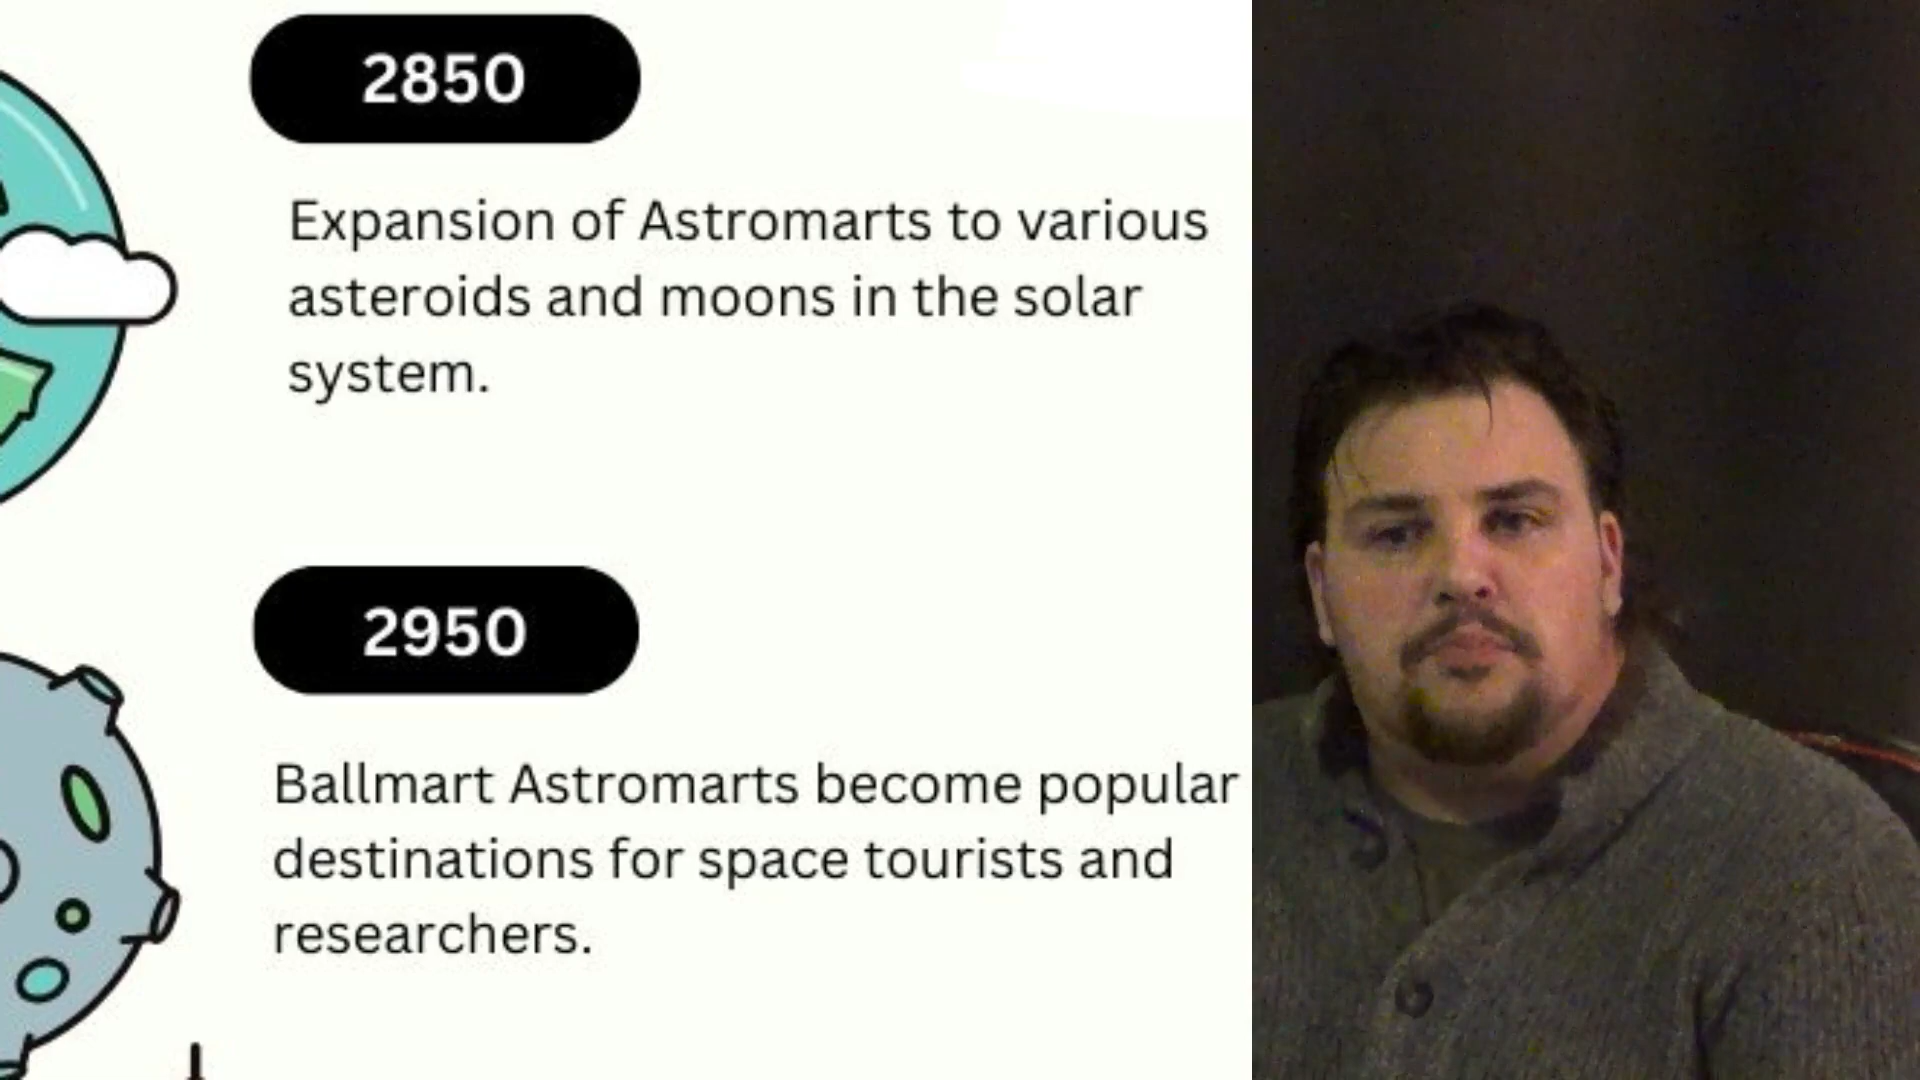 2850
Expansion of Astromarts to various
asteroids and moons in the solar
system.
2950
Ballmart Astromarts become popular
destinations for space tourists and
researchers.